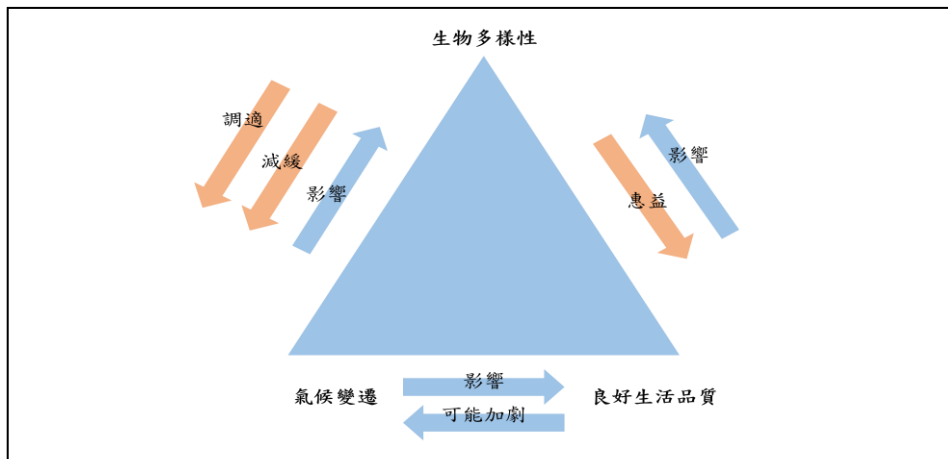 生物多樣性
調適
減緩
影響
影響
惠益
氣候變遷
影響
良好生活品質
可能加劇